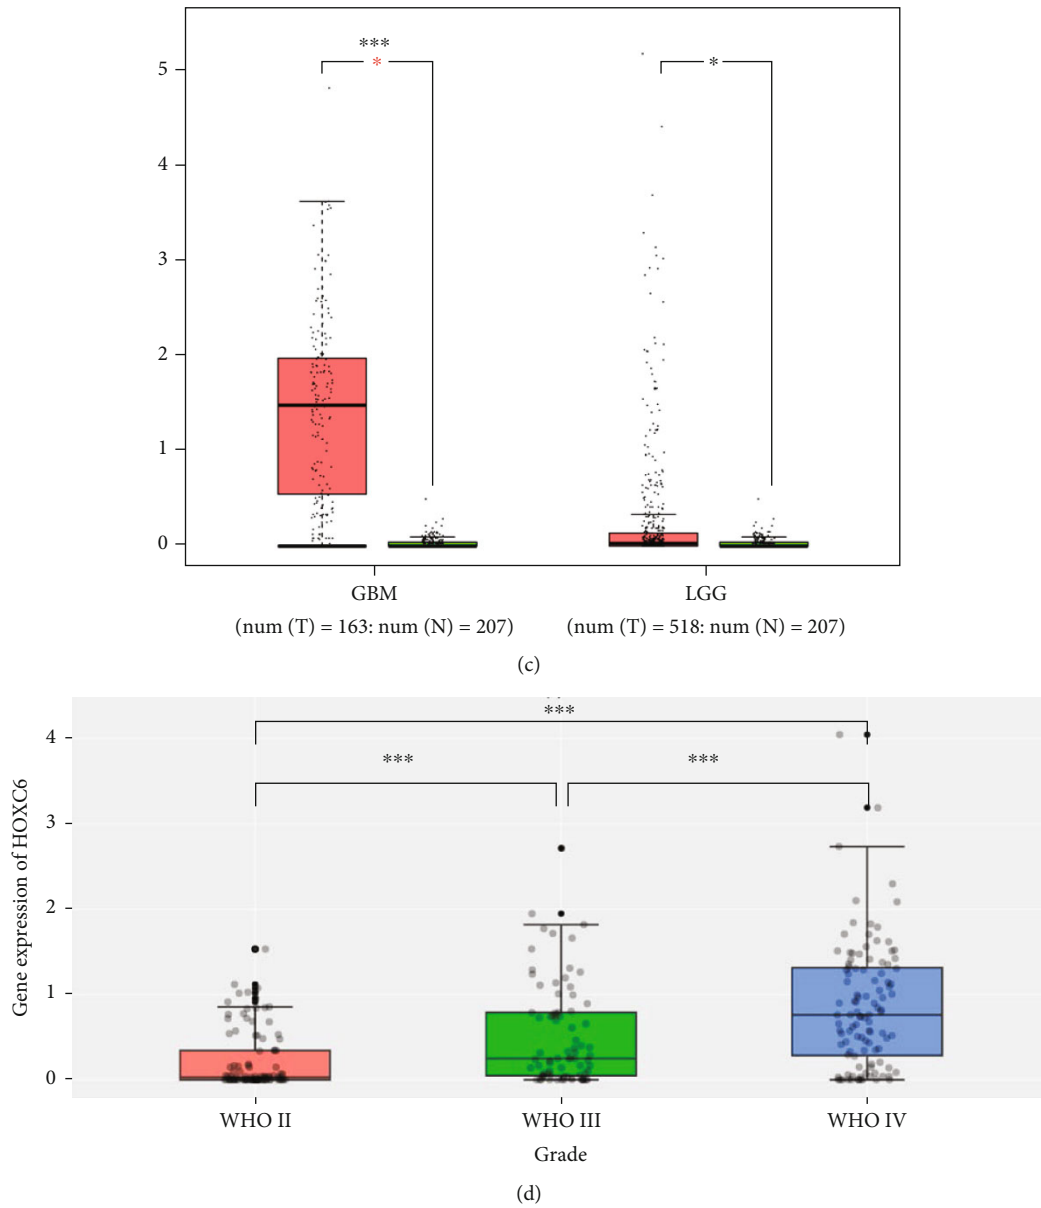 ***
*
*
5
4
3
2
1
0
GBM
LGG
(num (T) = 163: num (N) = 207)
(num (T) = 518: num (N) = 207)
(c)
***
***
***
4
3
2
1
0
Gene expression of HOXC6
WHO II
WHO III
WHO IV
Grade
(d)